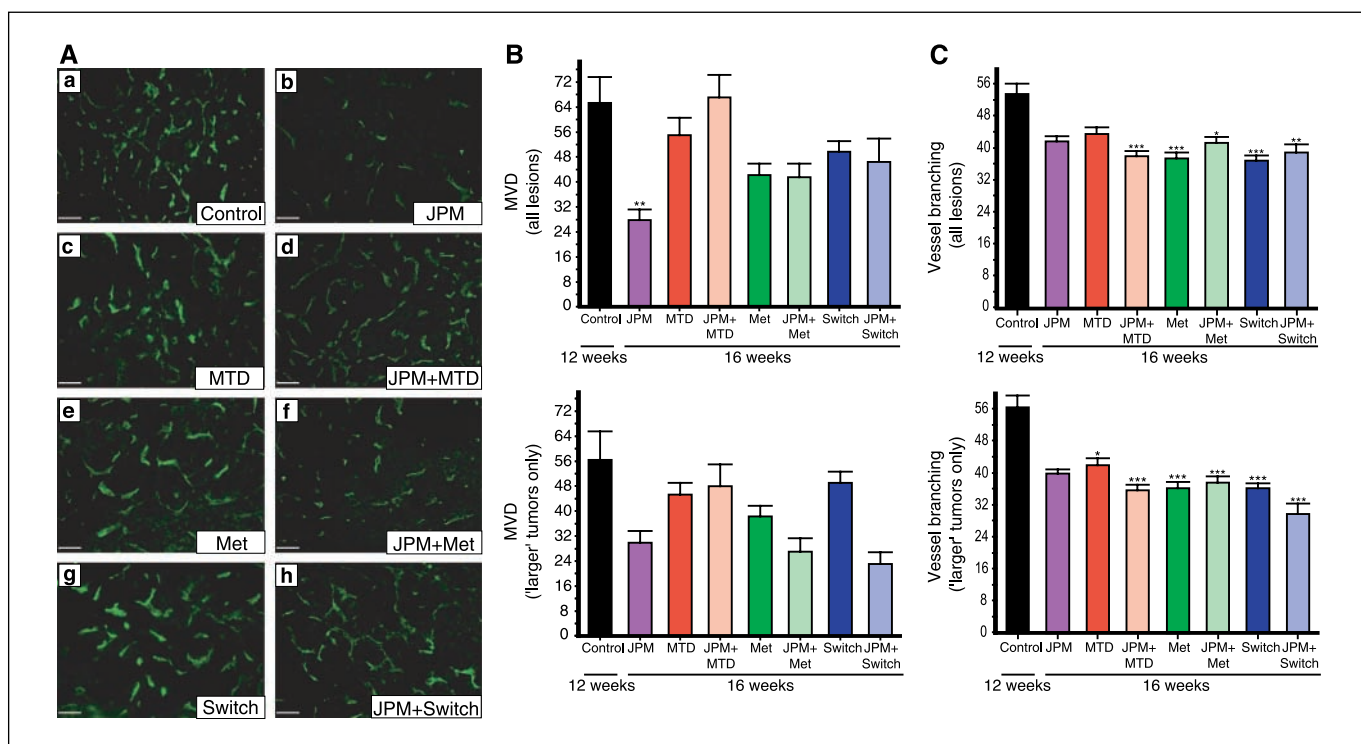 A
a
Control
b
JPM
c
MTD
d
JPM+MTD
e
Met
f
JPM+Met
g
Switch
h
JPM+Switch
B
MVD
(all lesions)
72
64
56
48
40
32
24
16
8
0
**
Control
JPM
MTD
JPM+
MTD
Met
JPM+
Met
Switch
JPM+
Switch
12 weeks
16 weeks
MVD
('larger' tumors only)
72
64
56
48
40
32
24
16
8
0
Control
JPM
MTD
JPM+
MTD
Met
JPM+
Met
Switch
JPM+
Switch
12 weeks
16 weeks
C
Vessel branching
(all lesions)
56
48
40
32
24
16
8
0
***
***
*
***
**
Control
JPM
MTD
JPM+
MTD
Met
JPM+
Met
Switch
JPM+
Switch
12 weeks
16 weeks
Vessel branching
('larger' tumors only)
56
48
40
32
24
16
8
0
*
***
***
***
***
***
Control
JPM
MTD
JPM+
MTD
Met
JPM+
Met
Switch
JPM+
Switch
12 weeks
16 weeks